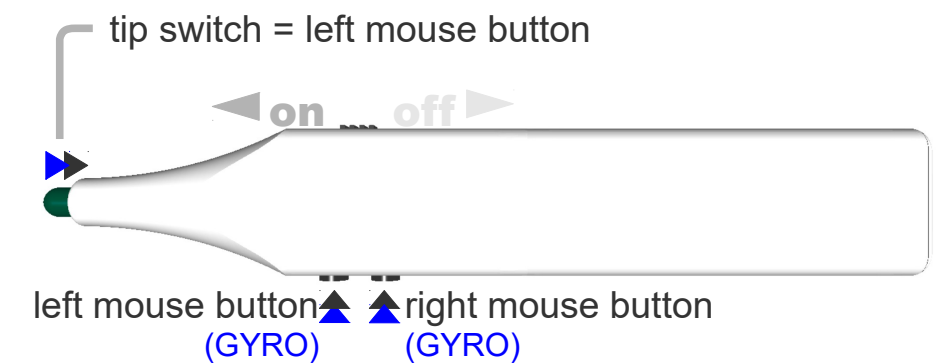 tip switch = left mouse button
on off
left mouse button right mouse button
(GYRO) (GYRO)